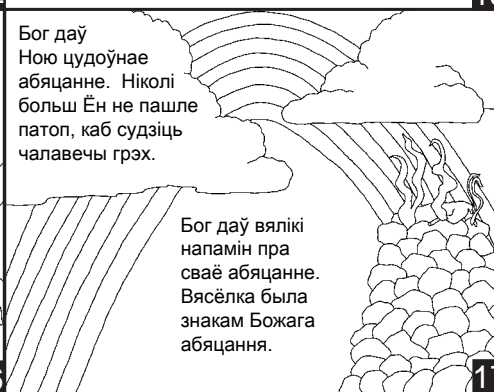 Бог даў
Ною цудоўнае
абяцанне. Ніколі
больш Ён не пашле
патоп, каб судзіць
чалавечы грэх.
Бог даў вялікі
напамін пра
сваё абяцанне.
Вясёлка была
знакам Божага
абяцання.